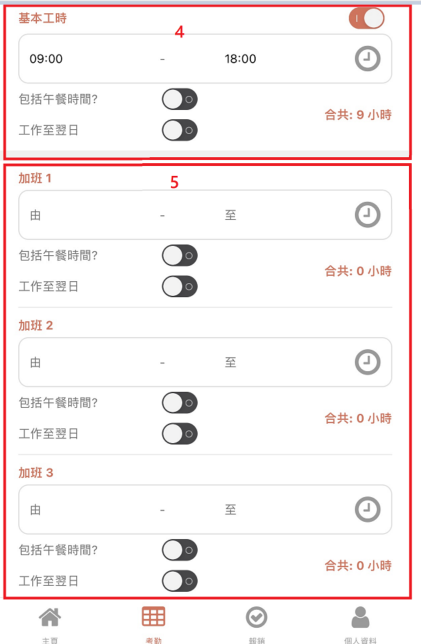 基本工時
4
09:00 - 18:00
包括午餐時間?
合共: 9 小時
工作至翌日
加班 1
5
由 - 至
包括午餐時間?
合共: 0 小時
工作至翌日
加班 2
由 - 至
包括午餐時間?
合共: 0 小時
工作至翌日
加班 3
由 - 至
包括午餐時間?
合共: 0 小時
工作至翌日
主頁 考勤 報銷 個人資料